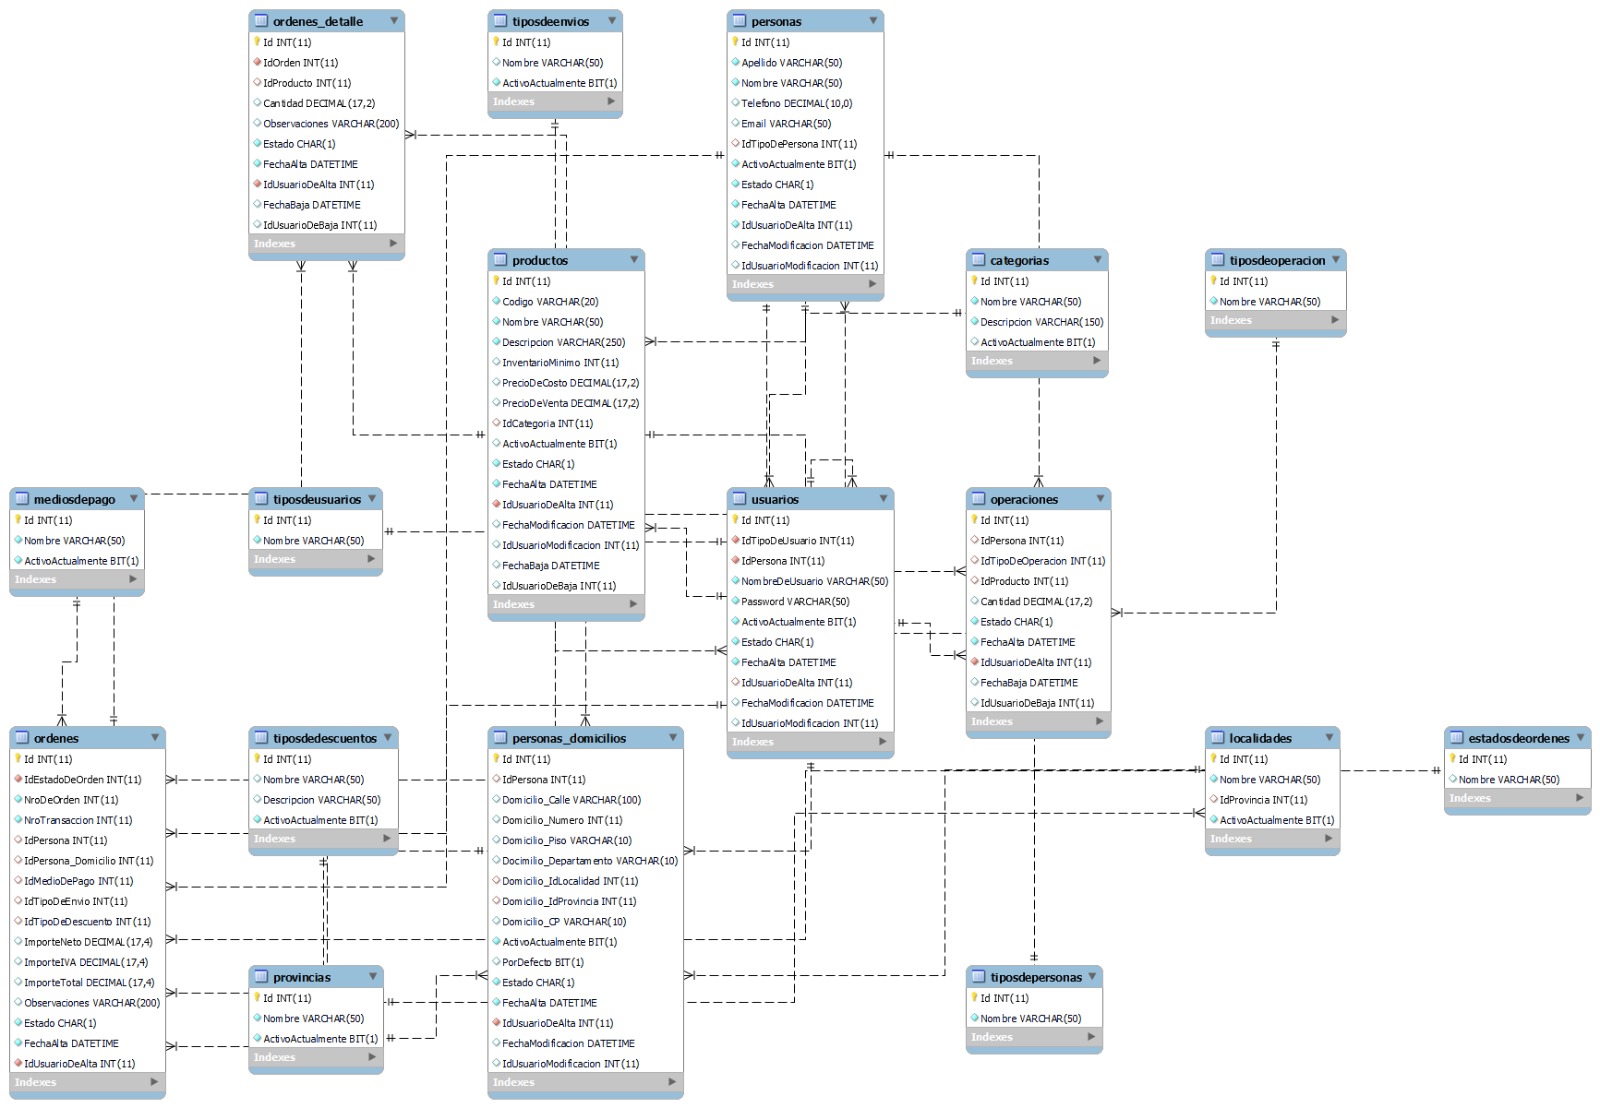 ordenes_detalle
Id INT(11)
IdOrden INT(11)
IdProducto INT(11)
Cantidad DECIMAL(17,2)
Observaciones VARCHAR(200)
Estado CHAR(1)
FechaAlta DATETIME
IdUsuarioDeAlta INT(11)
FechaBaja DATETIME
IdUsuarioDeBaja INT(11)
Indexes
tiposdeenvios
Id INT(11)
Nombre VARCHAR(50)
ActivoActualmente BIT(1)
Indexes
personas
Id INT(11)
Apellido VARCHAR(50)
Nombre VARCHAR(50)
Telefono DECIMAL(10,0)
Email VARCHAR(50)
IdTipoDePersona INT(11)
ActivoActualmente BIT(1)
Estado CHAR(1)
FechaAlta DATETIME
IdUsuarioDeAlta INT(11)
FechaModificacion DATETIME
IdUsuarioModificacion INT(11)
Indexes
productos
Id INT(11)
Codigo VARCHAR(20)
Nombre VARCHAR(50)
Descripcion VARCHAR(250)
InventarioMinimo INT(11)
PrecioDeCosto DECIMAL(17,2)
PrecioDeVenta DECIMAL(17,2)
IdCategoria INT(11)
ActivoActualmente BIT(1)
Estado CHAR(1)
FechaAlta DATETIME
IdUsuarioDeAlta INT(11)
FechaModificacion DATETIME
IdUsuarioModificacion INT(11)
FechaBaja DATETIME
IdUsuarioDeBaja INT(11)
Indexes
categorias
Id INT(11)
Nombre VARCHAR(50)
Descripcion VARCHAR(150)
ActivoActualmente BIT(1)
Indexes
tiposdeoperacion
Id INT(11)
Nombre VARCHAR(50)
Indexes
mediosdepago
Id INT(11)
Nombre VARCHAR(50)
ActivoActualmente BIT(1)
Indexes
tiposdeusuarios
Id INT(11)
Nombre VARCHAR(50)
Indexes
usuarios
Id INT(11)
IdTipoDeUsuario INT(11)
IdPersona INT(11)
NombreDeUsuario VARCHAR(50)
Password VARCHAR(50)
ActivoActualmente BIT(1)
Estado CHAR(1)
FechaAlta DATETIME
IdUsuarioDeAlta INT(11)
FechaModificacion DATETIME
IdUsuarioModificacion INT(11)
Indexes
operaciones
Id INT(11)
IdPersona INT(11)
IdTipoDeOperacion INT(11)
IdProducto INT(11)
Cantidad DECIMAL(17,2)
Estado CHAR(1)
FechaAlta DATETIME
IdUsuarioDeAlta INT(11)
FechaBaja DATETIME
IdUsuarioDeBaja INT(11)
Indexes
ordenes
Id INT(11)
IdEstadoDeOrden INT(11)
NroDeOrden INT(11)
NroTransaccion INT(11)
IdPersona INT(11)
IdPersona_Domicilio INT(11)
IdMedioDePago INT(11)
IdTipoDeEnvio INT(11)
IdTipoDeDescuento INT(11)
ImporteNeto DECIMAL(17,4)
ImporteIVA DECIMAL(17,4)
ImporteTotal DECIMAL(17,4)
Observaciones VARCHAR(200)
Estado CHAR(1)
FechaAlta DATETIME
IdUsuarioDeAlta INT(11)
Indexes
tiposdedescuentos
Id INT(11)
Nombre VARCHAR(50)
Descripcion VARCHAR(50)
ActivoActualmente BIT(1)
Indexes
personas_domicilios
Id INT(11)
IdPersona INT(11)
Domicilio_Calle VARCHAR(100)
Domicilio_Numero INT(11)
Domicilio_Piso VARCHAR(10)
Docimilio_Departamento VARCHAR(10)
Domicilio_IdLocalidad INT(11)
Domicilio_IdProvincia INT(11)
Domicilio_CP VARCHAR(10)
ActivoActualmente BIT(1)
PorDefecto BIT(1)
Estado CHAR(1)
FechaAlta DATETIME
IdUsuarioDeAlta INT(11)
FechaModificacion DATETIME
IdUsuarioModificacion INT(11)
Indexes
localidades
Id INT(11)
Nombre VARCHAR(50)
IdProvincia INT(11)
ActivoActualmente BIT(1)
Indexes
estadosdeordenes
Id INT(11)
Nombre VARCHAR(50)
Indexes
provincias
Id INT(11)
Nombre VARCHAR(50)
ActivoActualmente BIT(1)
Indexes
tiposdepersonas
Id INT(11)
Nombre VARCHAR(50)
Indexes